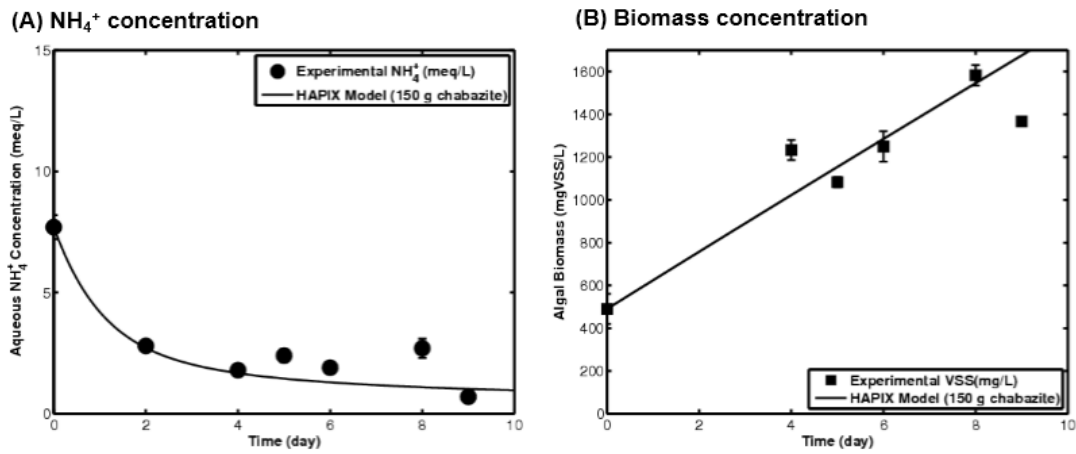 (A) NH₄⁺ concentration
15
10
5
0
0 2 4 6 8 10
Aqueous NH₄⁺ Concentration (meq/L)
Time (day)
Experimental NH₄⁺ (meq/L)
HAPIX Model (150 g chabazite)
(B) Biomass concentration
1600
1400
1200
1000
800
600
400
200
0
0 2 4 6 8 10
Algal Biomass (mgVSS/L)
Time (day)
Experimental VSS(mg/L)
HAPIX Model (150 g chabazite)